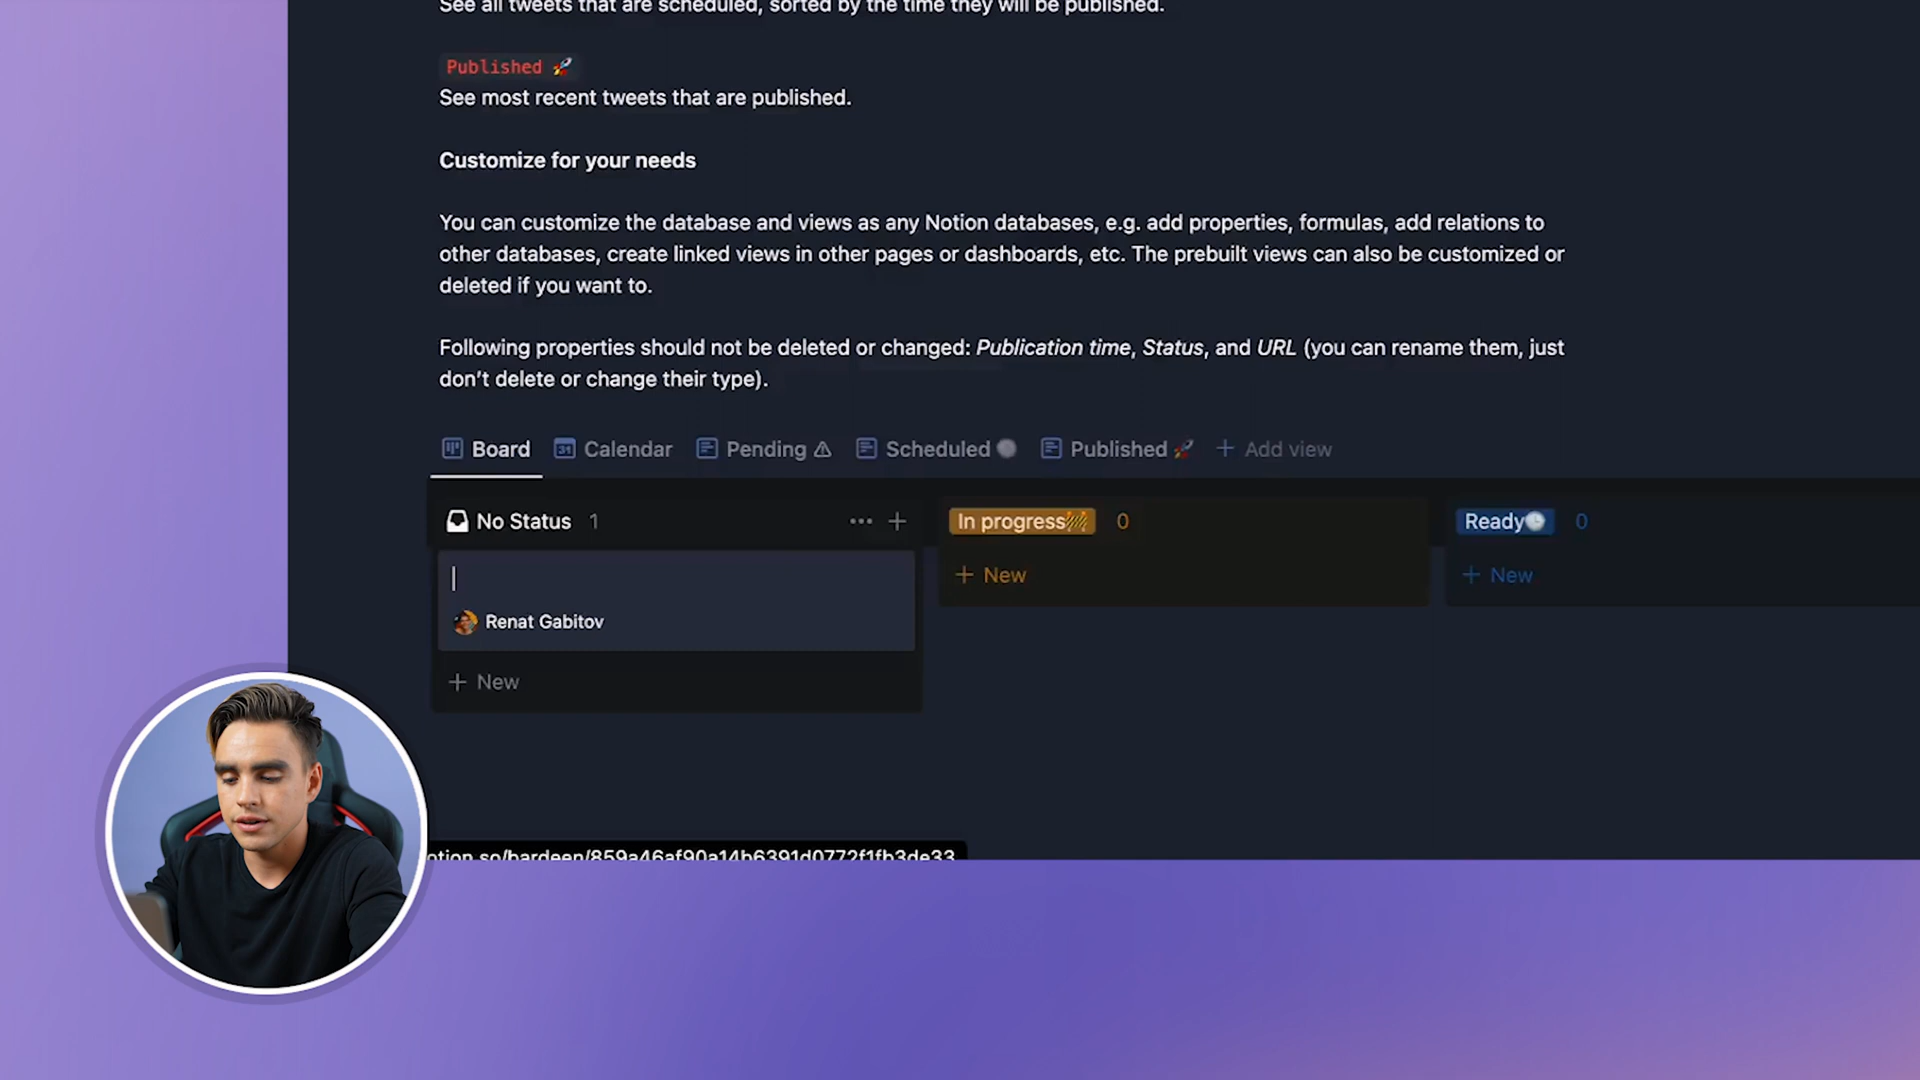 See all tweets that are scheduled, sorted by the time they will be published.
Published 🚀
See most recent tweets that are published.
Customize for your needs
You can customize the database and views as any Notion databases, e.g. add properties, formulas, add relations to
other databases, create linked views in other pages or dashboards, etc. The prebuilt views can also be customized or
deleted if you want to.
Following properties should not be deleted or changed: Publication time, Status, and URL (you can rename them, just
don’t delete or change their type).
Board Calendar Pending ⚠ Scheduled Published 🚀 + Add view
No Status 1 ••• + In progress🚧 0 Ready🕒 0
+ New + New
Renat Gabitov
+ New
otion.so/bardeen/859a46af90a14b6391d0772f1fb3de33